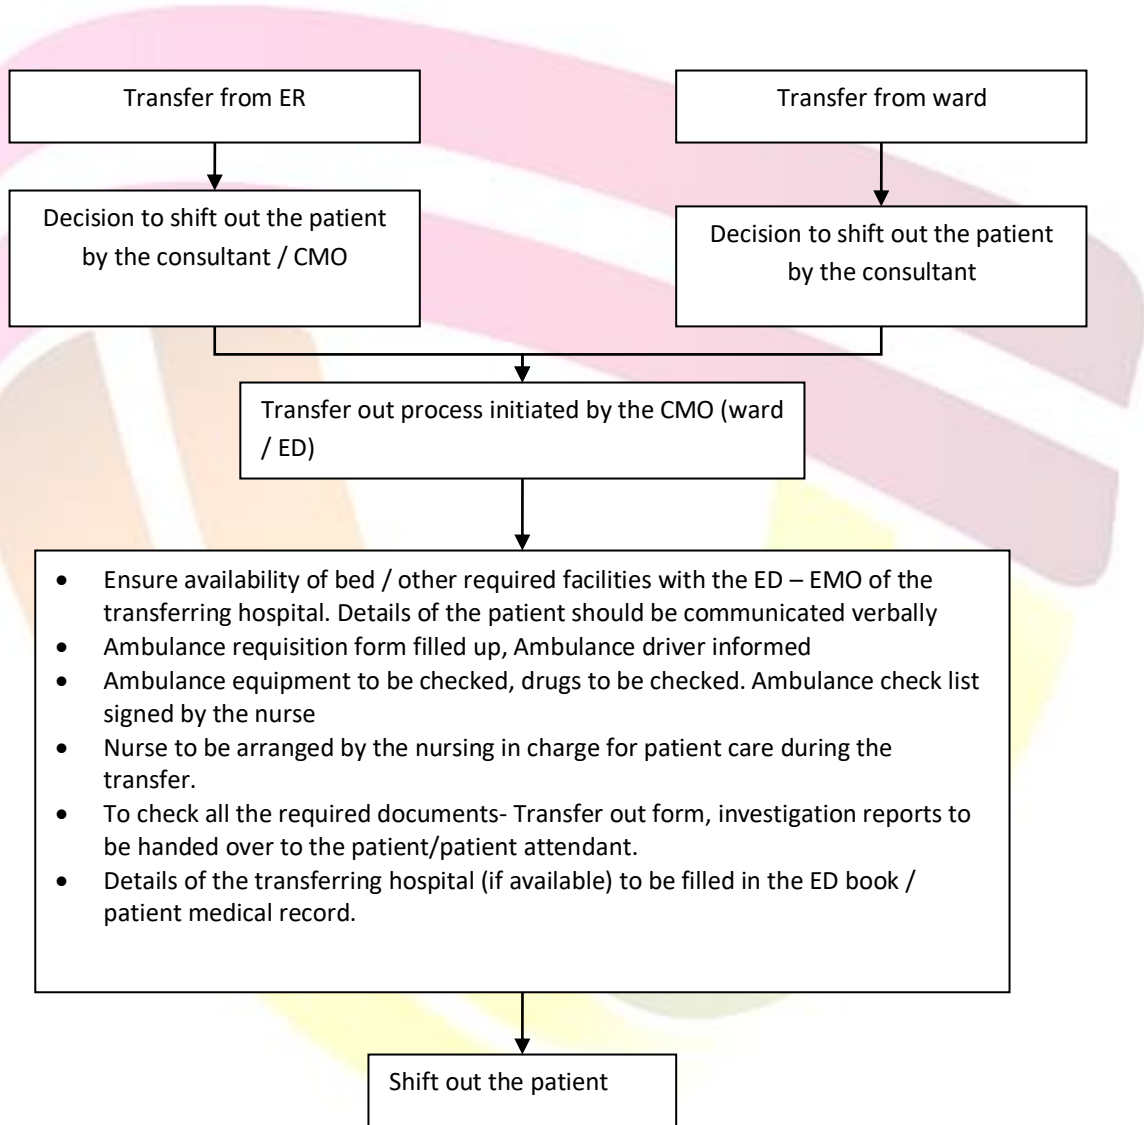 Transfer from ER
Transfer from ward
Decision to shift out the patient
by the consultant / CMO
Decision to shift out the patient
by the consultant
Transfer out process initiated by the CMO (ward
/ ED)
• Ensure availability of bed / other required facilities with the ED – EMO of the
transferring hospital. Details of the patient should be communicated verbally
• Ambulance requisition form filled up, Ambulance driver informed
• Ambulance equipment to be checked, drugs to be checked. Ambulance check list
signed by the nurse
• Nurse to be arranged by the nursing in charge for patient care during the
transfer.
• To check all the required documents- Transfer out form, investigation reports to
be handed over to the patient/patient attendant.
• Details of the transferring hospital (if available) to be filled in the ED book /
patient medical record.
Shift out the patient